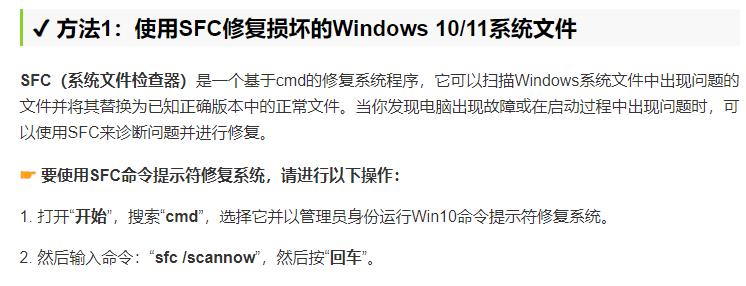 ✔ 方法1：使用SFC修复损坏的Windows 10/11系统文件
SFC（系统文件检查器）是一个基于cmd的修复系统程序，它可以扫描Windows系统文件中出现问题的
文件并将其替换为已知正确版本中的正常文件。当你发现电脑出现故障或在启动过程中出现问题时，可
以使用SFC来诊断问题并进行修复。
☛ 要使用SFC命令提示符修复系统，请进行以下操作：
1. 打开“开始”，搜索“cmd”，选择它并以管理员身份运行Win10命令提示符修复系统。
2. 然后输入命令：“sfc /scannow”，然后按“回车”。